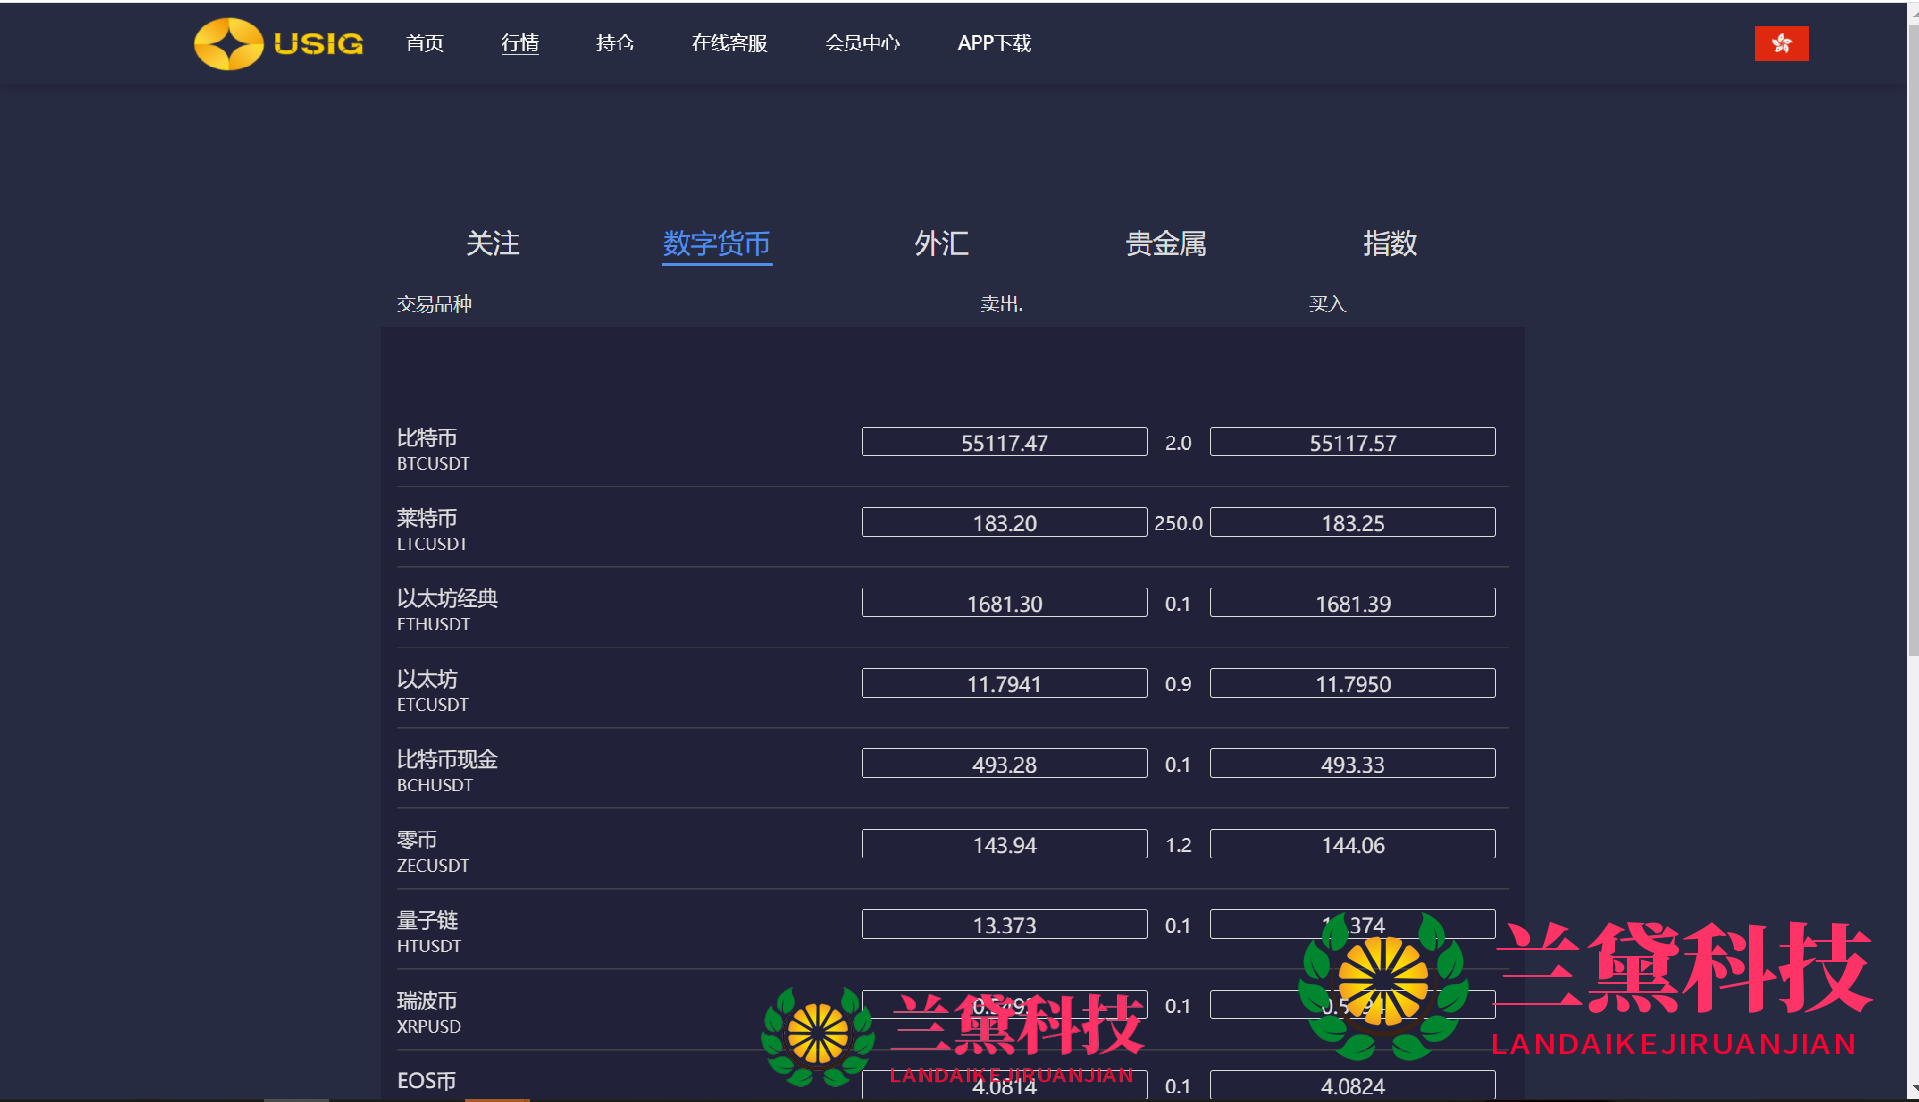 USIG 首页 行情 持仓 在线客服 会员中心 APP下载
关注 数字货币 外汇 贵金属 指数
交易品种 卖出. 买入
比特币
BTCUSDT
55117.47 2.0 55117.57
莱特币
LTCUSDT
183.20 250.0 183.25
以太坊经典
ETHUSDT
1681.30 0.1 1681.39
以太坊
ETCUSDT
11.7941 0.9 11.7950
比特币现金
BCHUSDT
493.28 0.1 493.33
零币
ZECUSDT
143.94 1.2 144.06
量子链
HTUSDT
13.373 0.1
瑞波币
XRPUSD
0.1
EOS币
4.0814 0.1 4.0824
兰黛科技
LANDAIKEJIRUANJIAN
兰黛科技
LANDAIKEJIRUANJIAN